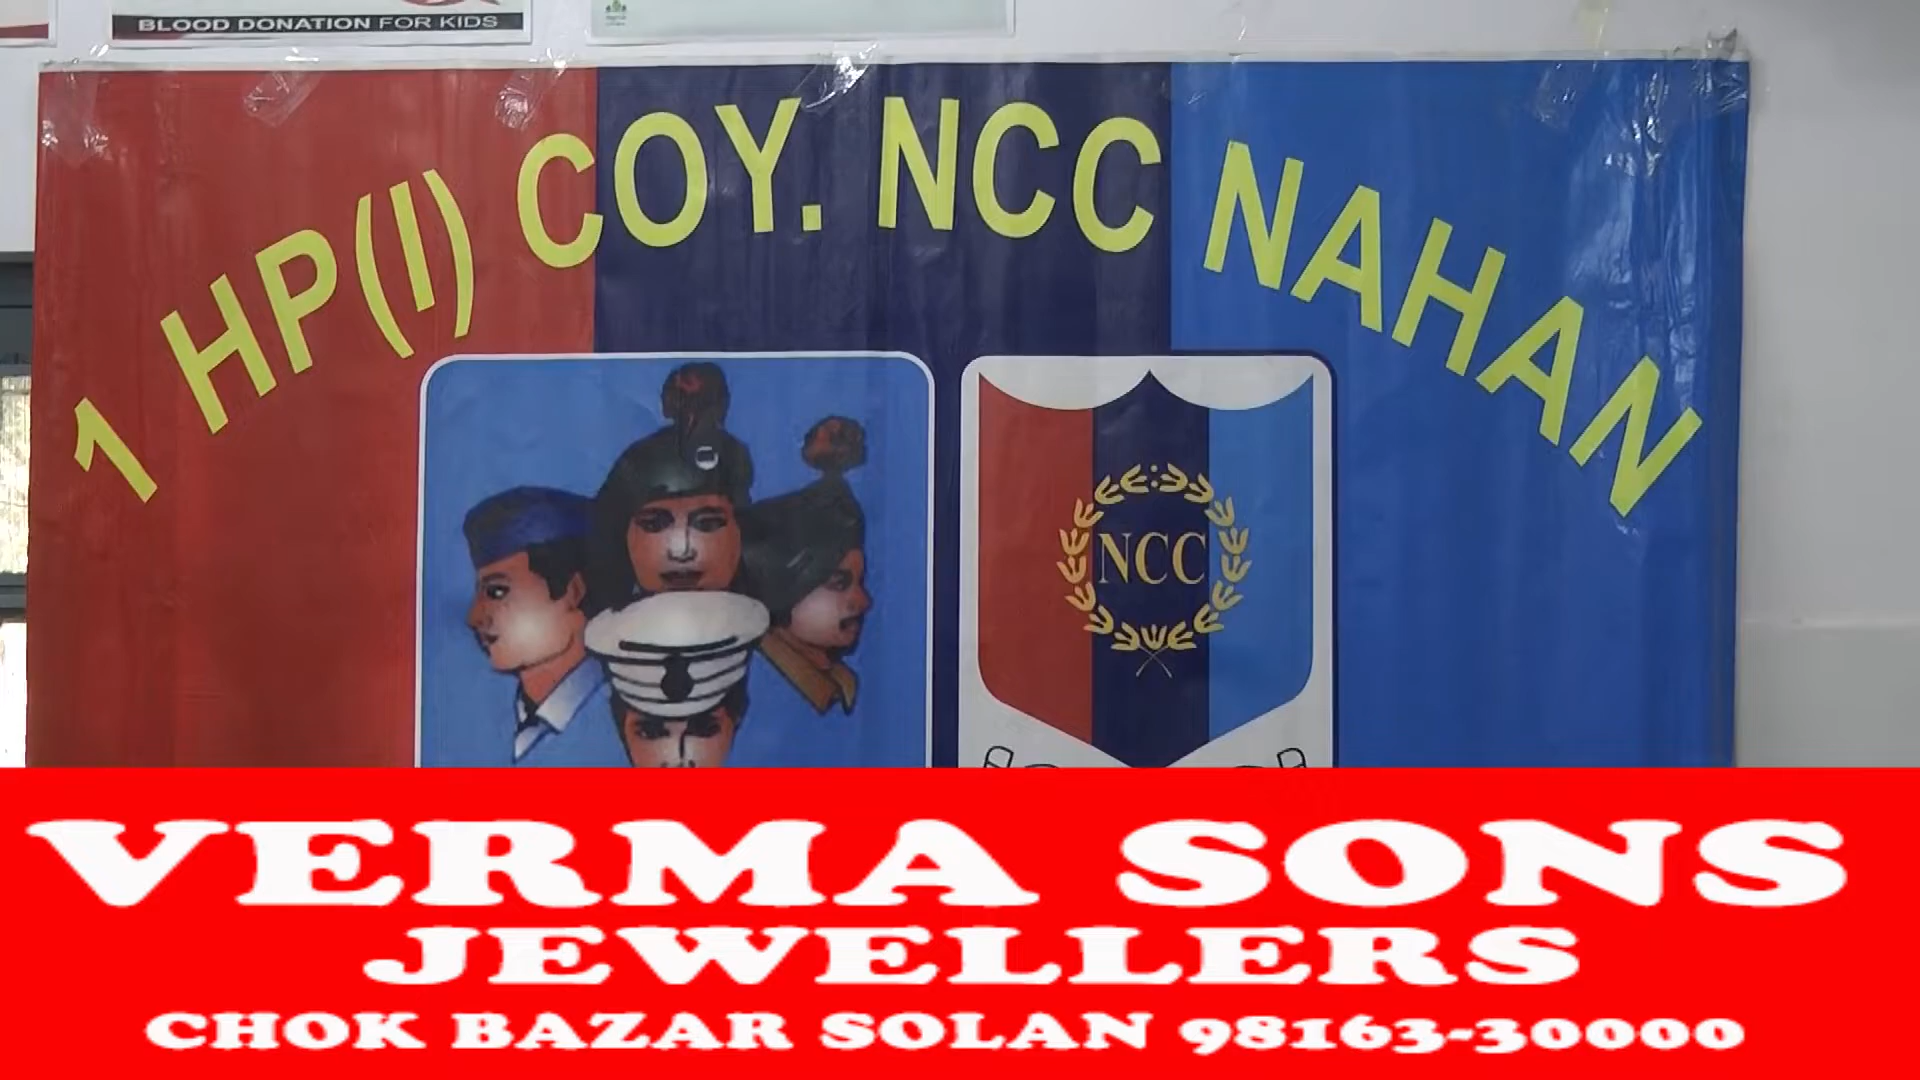 BLOOD DONATION FOR KIDS
1 HP(I) COY. NCC NAHAN
NCC
VERMA SONS
JEWELLERS
CHOK BAZAR SOLAN 98163-30000